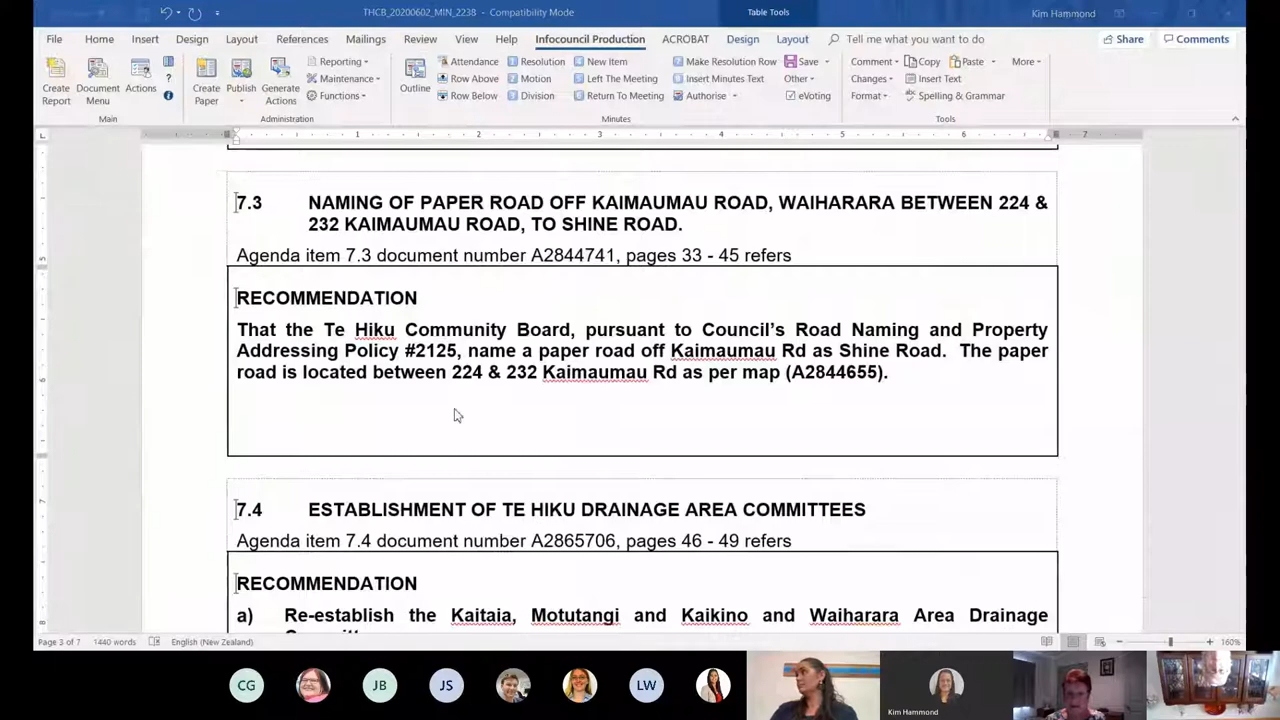 THCB_20200602_MIN_2238 - Compatibility Mode
Table Tools
Kim Hammond
File Home Insert Design Layout References Mailings Review View Help Infocouncil Production ACROBAT Design Layout Tell me what you want to do Share Comments
Create Report
Document Menu
Actions
Main
Create Paper
Publish
Generate Actions
Reporting
Maintenance
Functions
Administration
Outline
Attendance
Row Above
Row Below
Resolution
Motion
Division
New Item
Left The Meeting
Return To Meeting
Make Resolution Row
Insert Minutes Text
Authorise
Save
Other
eVoting
Minutes
Comment
Changes
Format
Copy
Paste
Insert Text
Spelling & Grammar
More
Tools
1 2 3 4 5 6 7
7.3 NAMING OF PAPER ROAD OFF KAIMAUMAU ROAD, WAIHARARA BETWEEN 224 &
232 KAIMAUMAU ROAD, TO SHINE ROAD.
Agenda item 7.3 document number A2844741, pages 33 - 45 refers
RECOMMENDATION
That the Te Hiku Community Board, pursuant to Council's Road Naming and Property
Addressing Policy #2125, name a paper road off Kaimaumau Rd as Shine Road. The paper
road is located between 224 & 232 Kaimaumau Rd as per map (A2844655).
7.4 ESTABLISHMENT OF TE HIKU DRAINAGE AREA COMMITTEES
Agenda item 7.4 document number A2865706, pages 46 - 49 refers
RECOMMENDATION
a) Re-establish the Kaitaia, Motutangi and Kaikino and Waiharara Area Drainage
Page 3 of 7 1440 words English (New Zealand) 160%
CG JB JS LW
Kim Hammond